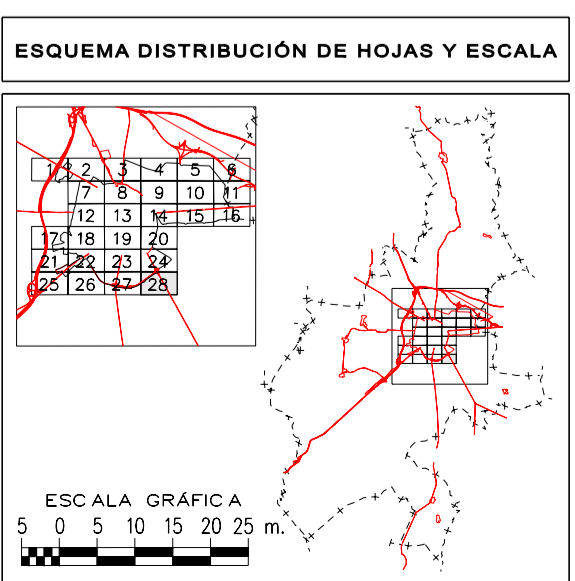 ESQUEMA DISTRIBUCIÓN DE HOJAS Y ESCALA
1 2 3 4 5 6
7 8 9 10 11
12 13 14 15 16
17 18 19 20
21 22 23 24
25 26 27 28
ESCALA GRÁFICA
5 0 5 10 15 20 25 m.